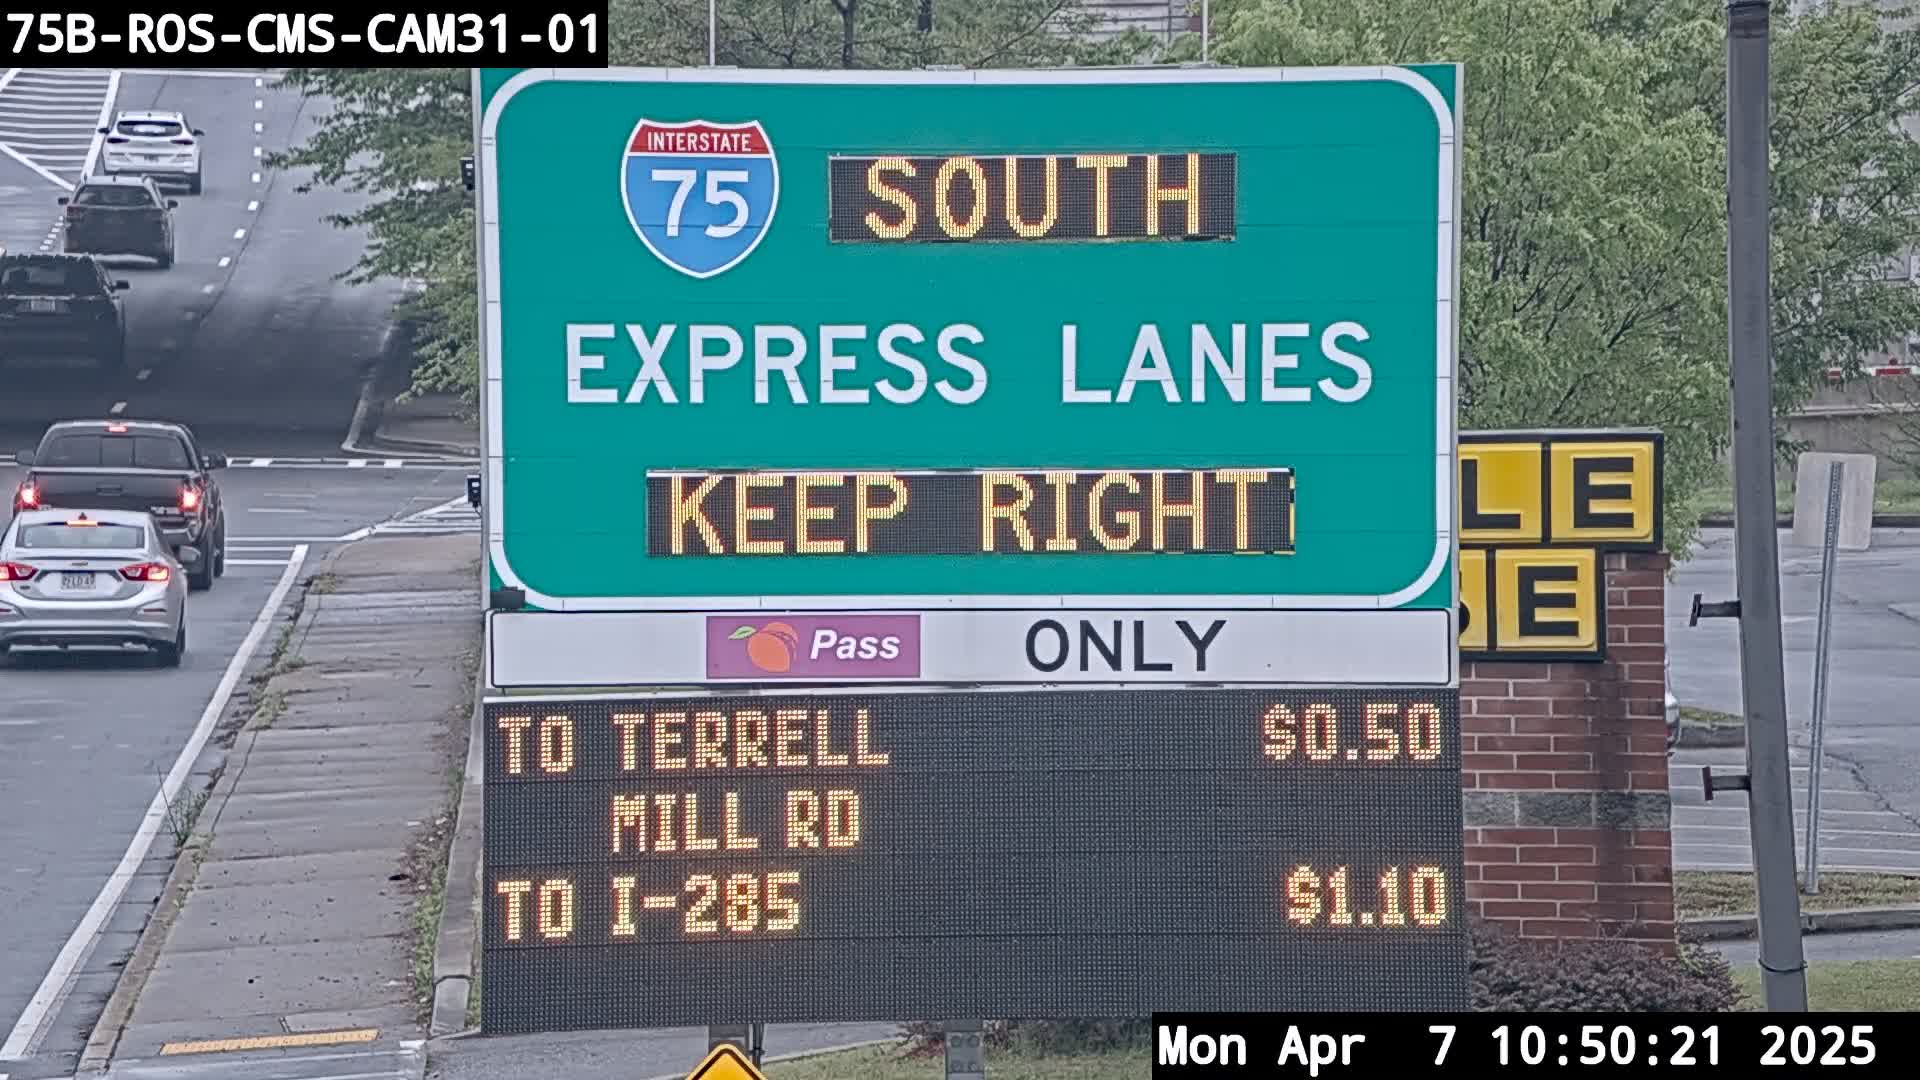 75B-ROS-CMS-CAM31-01
INTERSTATE
75
SOUTH
EXPRESS LANES
KEEP RIGHT
Pass ONLY
TO TERRELL $0.50
MILL RD
TO I-285 $1.10
LE
E
Mon Apr 7 10:50:21 2025